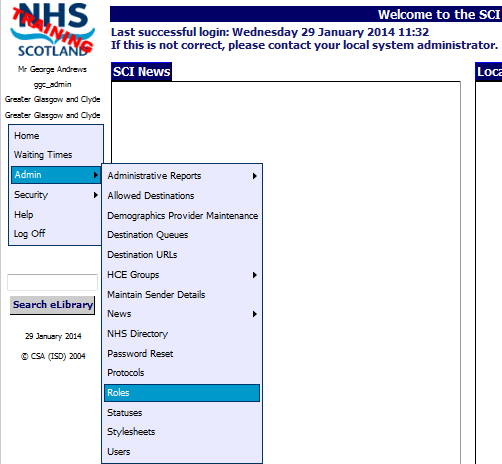 NHS
SCOTLAND
TRAINING
Welcome to the SCI
Last successful login: Wednesday 29 January 2014 11:32
If this is not correct, please contact your local system administrator.
Mr George Andrews
ggc_admin
Greater Glasgow and Clyde
Greater Glasgow and Clyde
SCI News
Loca
Home
Waiting Times
Admin
Security
Help
Log Off
Administrative Reports
Allowed Destinations
Demographics Provider Maintenance
Destination Queues
Destination URLs
HCE Groups
Maintain Sender Details
News
NHS Directory
Password Reset
Protocols
Roles
Statuses
Stylesheets
Users
Search eLibrary
29 January 2014
© CSA (ISD) 2004